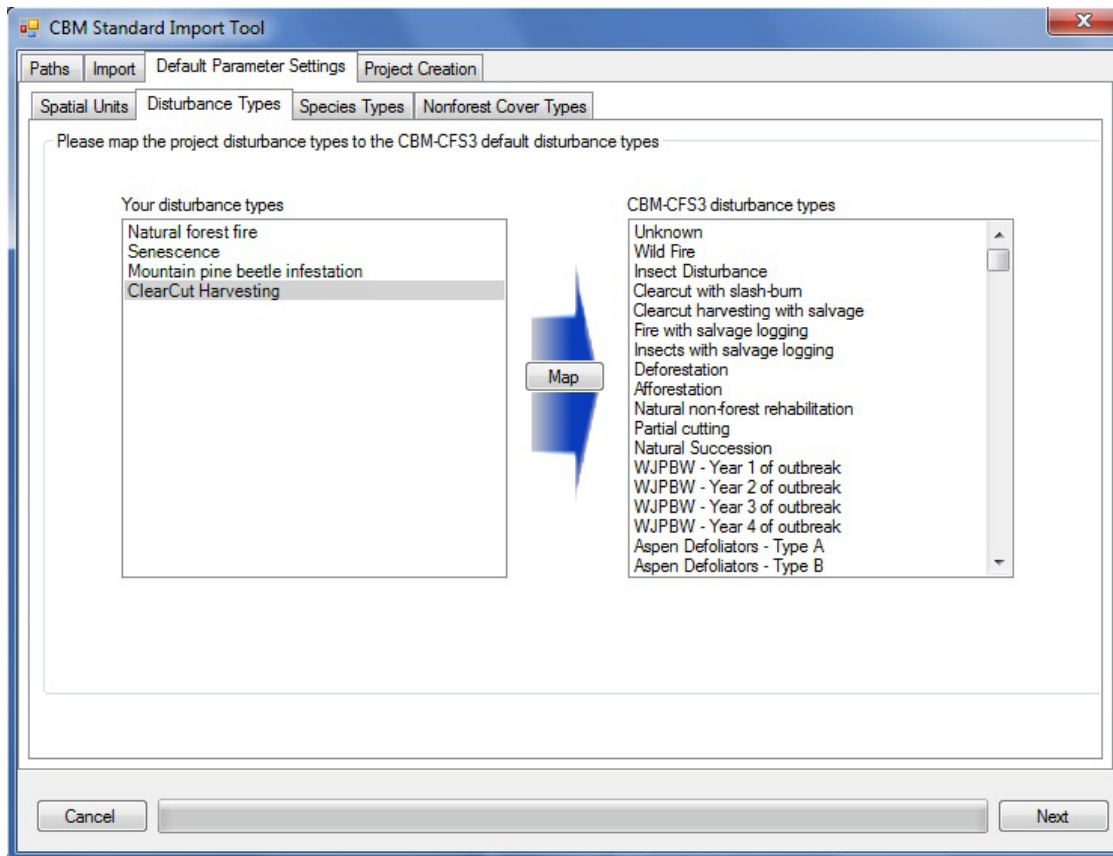 CBM Standard Import Tool
Paths Import Default Parameter Settings Project Creation
Spatial Units Disturbance Types Species Types Nonforest Cover Types
Please map the project disturbance types to the CBM-CFS3 default disturbance types
Your disturbance types
Natural forest fire
Senescence
Mountain pine beetle infestation
ClearCut Harvesting
Map
CBM-CFS3 disturbance types
Unknown
Wild Fire
Insect Disturbance
Clearcut with slash-burn
Clearcut harvesting with salvage
Fire with salvage logging
Insects with salvage logging
Deforestation
Afforestation
Natural non-forest rehabilitation
Partial cutting
Natural Succession
WJPBW - Year 1 of outbreak
WJPBW - Year 2 of outbreak
WJPBW - Year 3 of outbreak
WJPBW - Year 4 of outbreak
Aspen Defoliators - Type A
Aspen Defoliators - Type B
Cancel Next